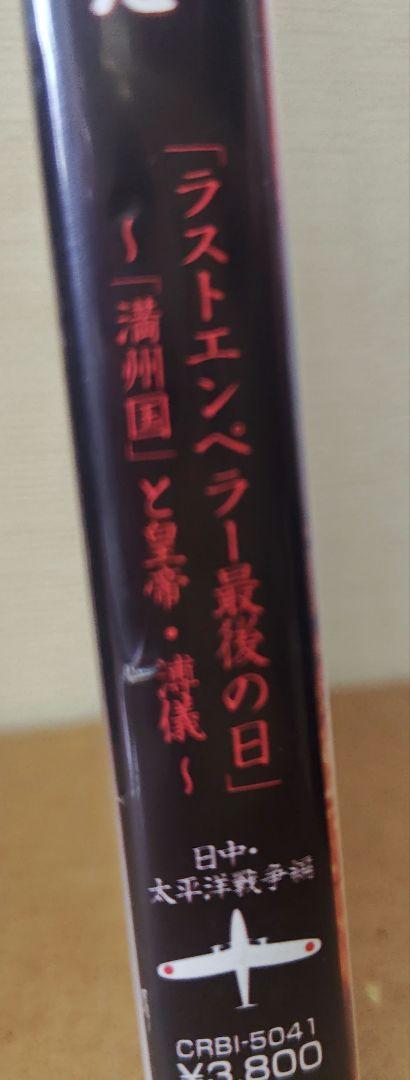 「ラストエンペラー最後の日」
～「満州国」と皇帝・溥儀～
日中・
太平洋戦争編
CRBI-5041
¥3,800